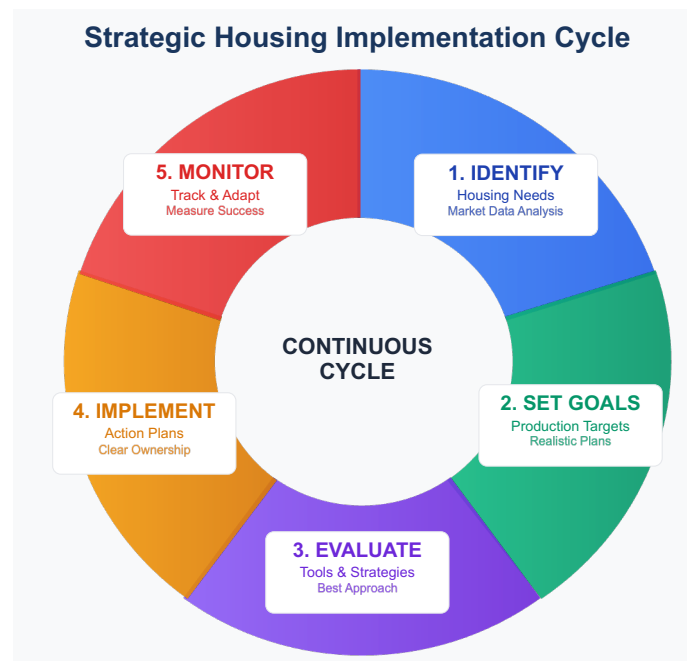 Strategic Housing Implementation Cycle
1. IDENTIFY
Housing Needs
Market Data Analysis
2. SET GOALS
Production Targets
Realistic Plans
3. EVALUATE
Tools & Strategies
Best Approach
4. IMPLEMENT
Action Plans
Clear Ownership
5. MONITOR
Track & Adapt
Measure Success
CONTINUOUS
CYCLE